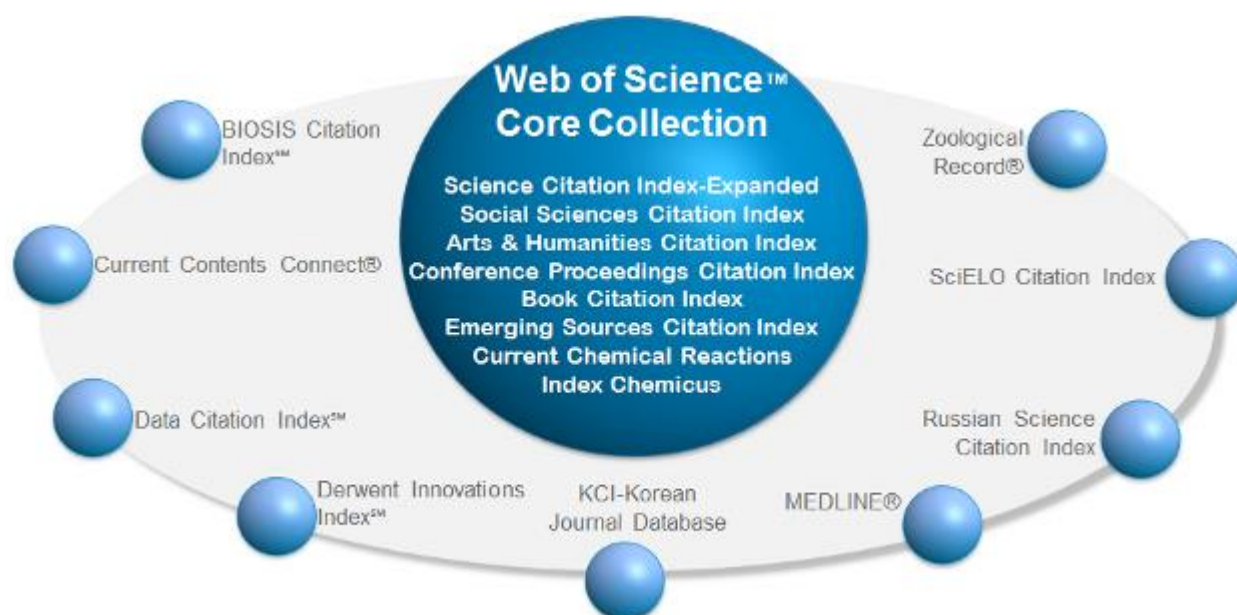 Web of Science™
Core Collection
Science Citation Index-Expanded
Social Sciences Citation Index
Arts & Humanities Citation Index
Conference Proceedings Citation Index
Book Citation Index
Emerging Sources Citation Index
Current Chemical Reactions
Index Chemicus
BIOSIS Citation
Index℠
Current Contents Connect®
Data Citation Index℠
Derwent Innovations
Index℠
KCI-Korean
Journal Database
MEDLINE®
Russian Science
Citation Index
SciELO Citation Index
Zoological
Record®